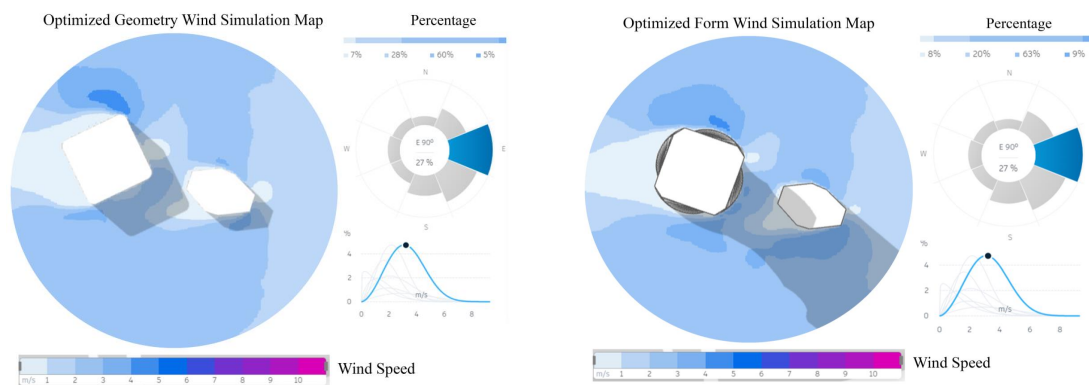 Optimized Geometry Wind Simulation Map
Percentage
7% 28% 60% 5%
N
W
E 90º
27 %
E
S
%
4
2
0
m/s
0 2 4 6 8
m/s 1 2 3 4 5 6 7 8 9 10
Wind Speed
Optimized Form Wind Simulation Map
Percentage
8% 20% 63% 9%
N
W
E 90º
27 %
E
S
%
4
2
0
m/s
0 2 4 6 8
m/s 1 2 3 4 5 6 7 8 9 10
Wind Speed